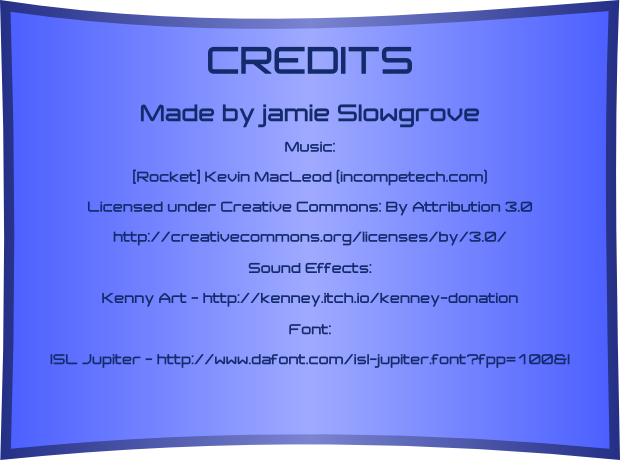 CREDITS
Made by jamie Slowgrove
Music:
[Rocket] Kevin MacLeod (incompetech.com)
Licensed under Creative Commons: By Attribution 3.0
http://creativecommons.org/licenses/by/3.0/
Sound Effects:
Kenny Art - http://kenney.itch.io/kenney-donation
Font:
ISL Jupiter - http://www.dafont.com/isl-jupiter.font?fpp=100&l